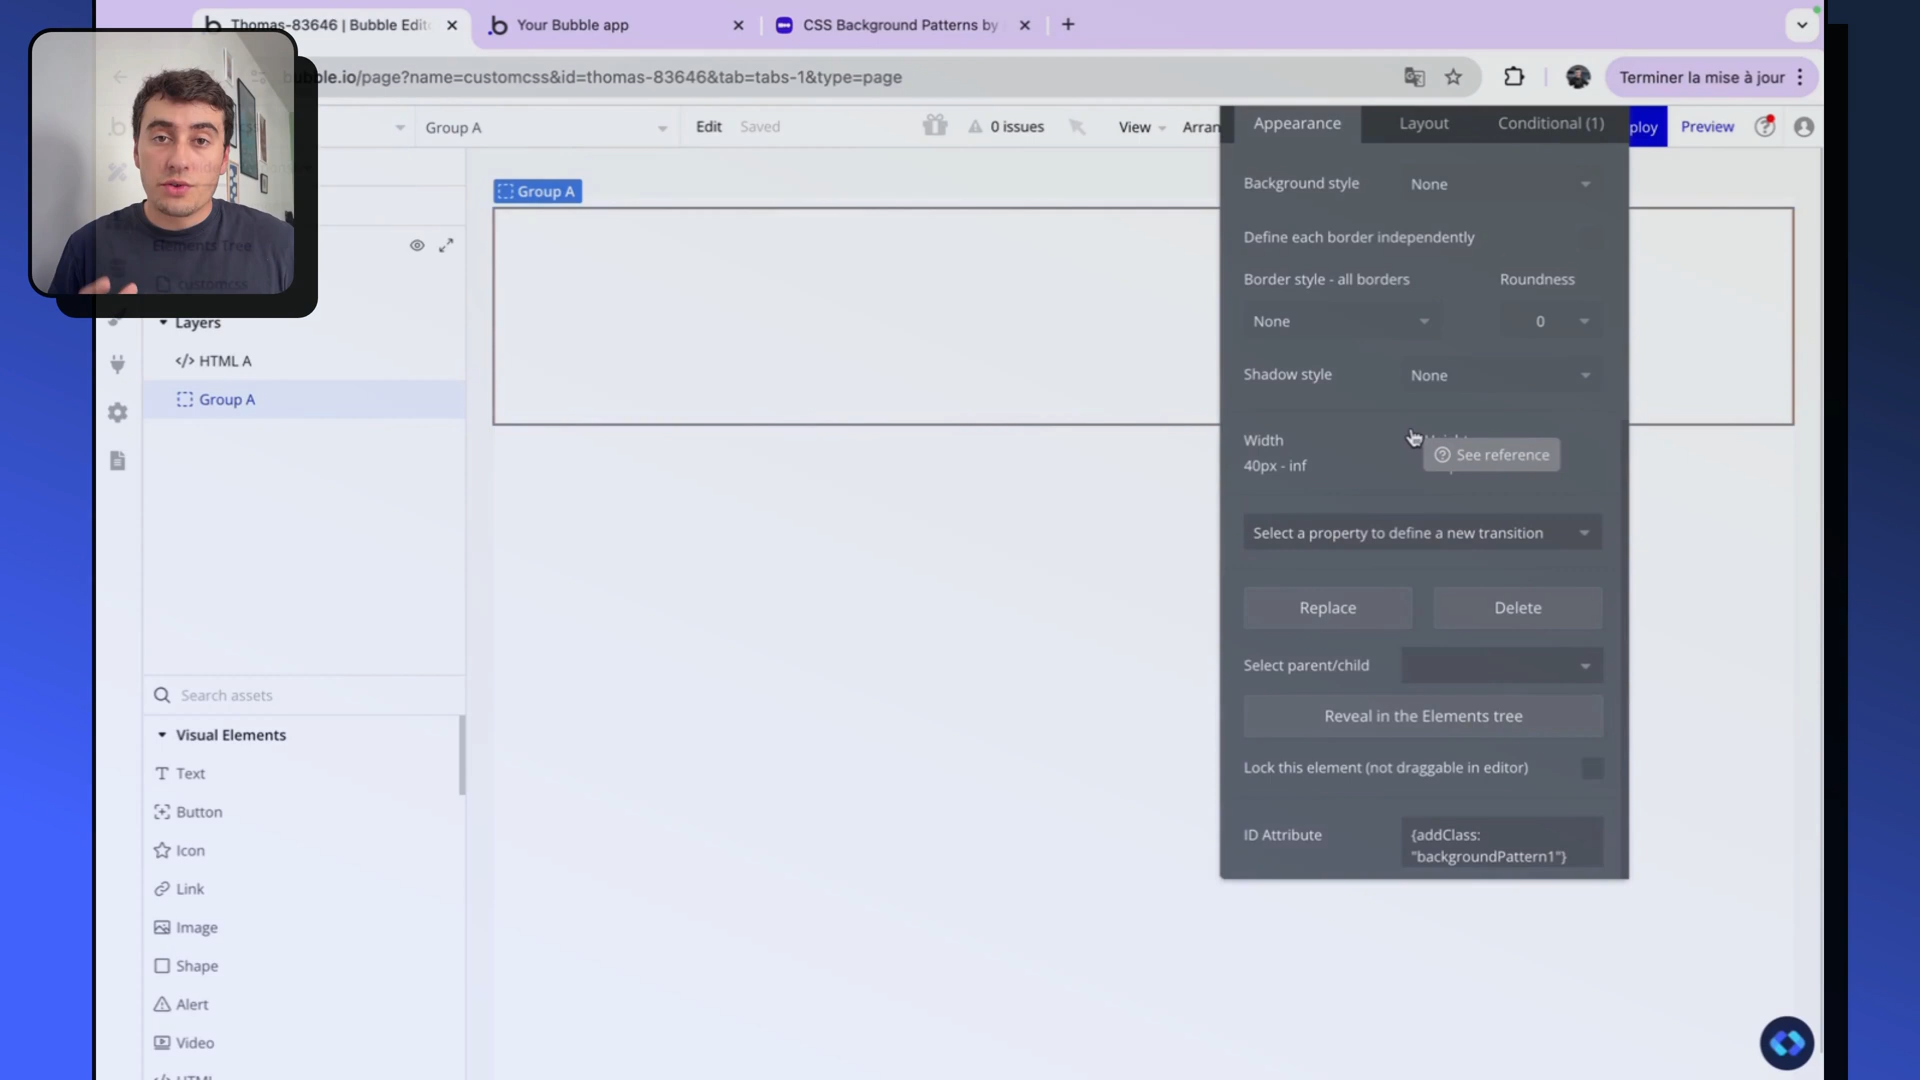 Thomas-83646 | Bubble Edit
Your Bubble app
CSS Background Patterns by
bubble.io/page?name=customcss&id=thomas-83646&tab=tabs-1&type=page
Terminer la mise à jour
Group A
Edit
Saved
0 issues
View
Arran
ploy
Preview
Appearance
Layout
Conditional (1)
Group A
Elements Tree
customcss
Layers
</> HTML A
Group A
Background style
None
Define each border independently
Border style - all borders
Roundness
None
0
Shadow style
None
Width
40px - inf
See reference
Select a property to define a new transition
Replace
Delete
Select parent/child
Reveal in the Elements tree
Lock this element (not draggable in editor)
ID Attribute
{addClass:
"backgroundPattern1"}
Search assets
Visual Elements
Text
Button
Icon
Link
Image
Shape
Alert
Video
HTML